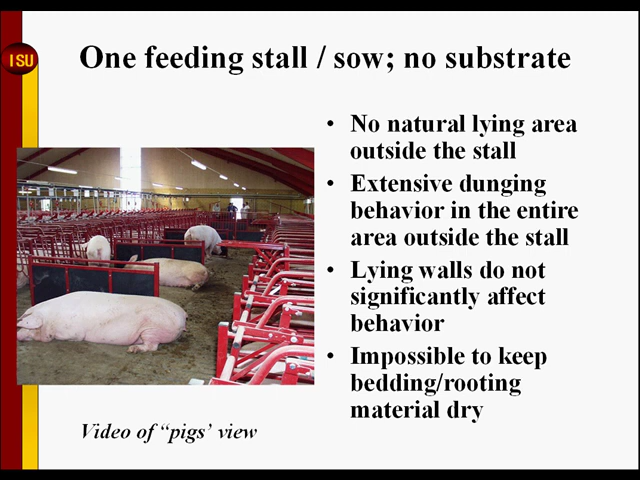 One feeding stall / sow; no substrate
ISU
• No natural lying area
outside the stall
• Extensive dunging
behavior in the entire
area outside the stall
• Lying walls do not
significantly affect
behavior
• Impossible to keep
bedding/rooting
material dry
Video of “pigs’ view